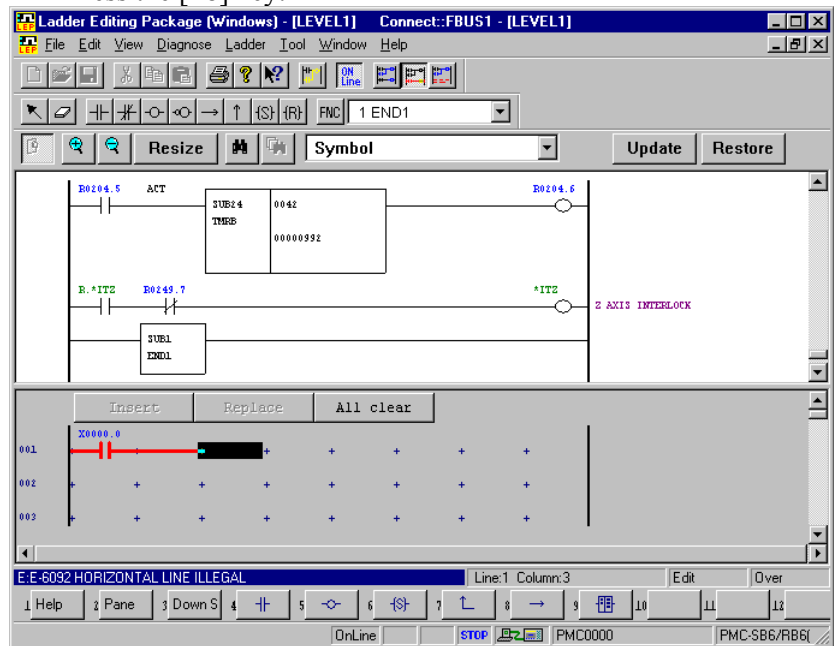 Ladder Editing Package (Windows) - [LEVEL1] Connect::FBUS1 - [LEVEL1]
File Edit View Diagnose Ladder Tool Window Help
ON Line
{S} {R} FNC 1 END1
Resize Symbol Update Restore
R0204.5 ACT R0204.6
SUB24 0042
TMRB
00000992
R.*ITZ R0249.7 *ITZ
Z AXIS INTERLOCK
SUB1
END1
Insert Replace All clear
X0000.0
001
002
003
E:E-6092 HORIZONTAL LINE ILLEGAL Line:1 Column:3 Edit Over
1 Help 2 Pane 3 Down S 4 5 6 {S} 7 8 9 10 11 12
OnLine STOP PMC0000 PMC-SB6/RB6(